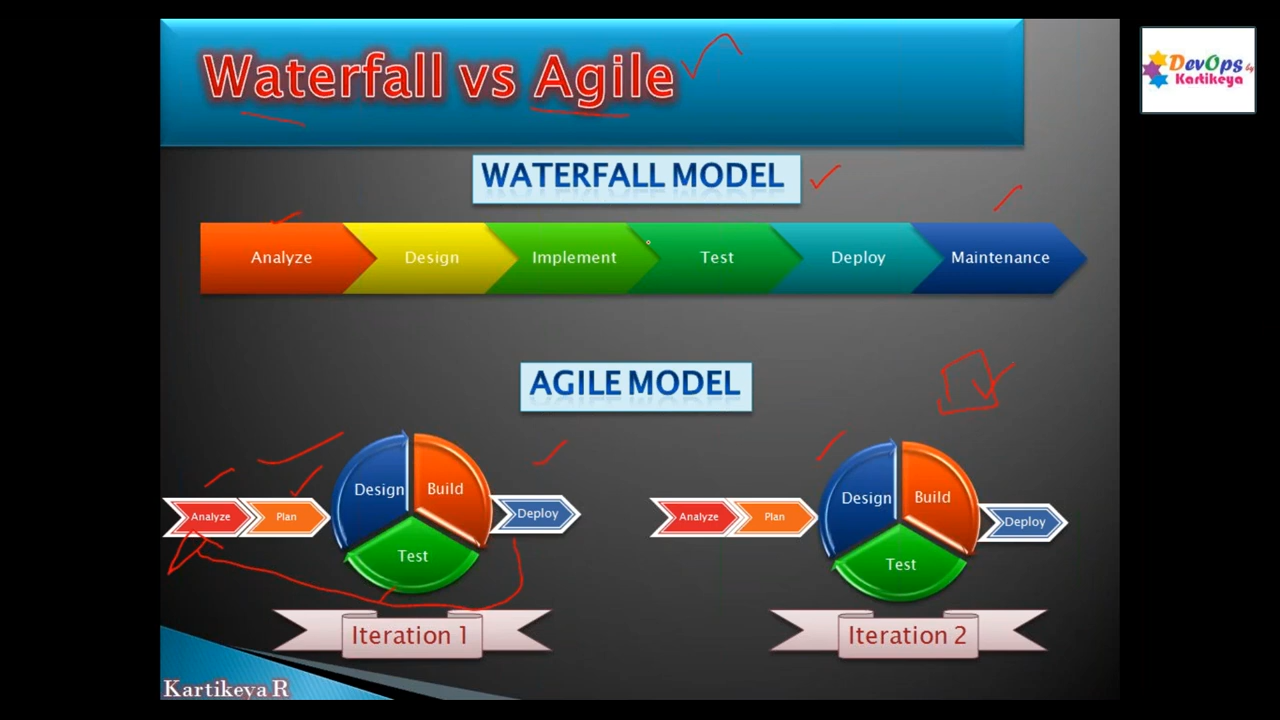 Waterfall vs Agile
DevOps by
Kartikeya
WATERFALL MODEL
Analyze Design Implement Test Deploy Maintenance
AGILE MODEL
Design Build
Analyze Plan Deploy
Test
Iteration 1
Design Build
Analyze Plan Deploy
Test
Iteration 2
Kartikeya R